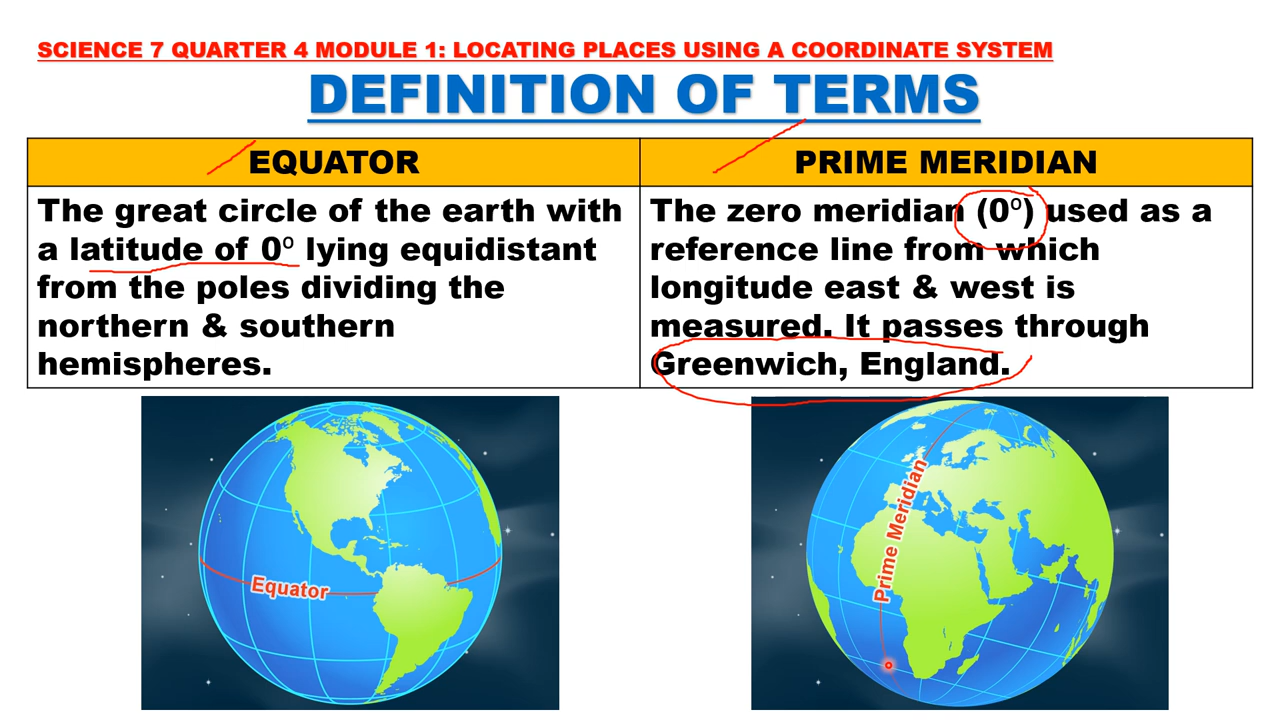 SCIENCE 7 QUARTER 4 MODULE 1: LOCATING PLACES USING A COORDINATE SYSTEM
DEFINITION OF TERMS
EQUATOR
The great circle of the earth with
a latitude of 0º lying equidistant
from the poles dividing the
northern & southern
hemispheres.
PRIME MERIDIAN
The zero meridian (0º) used as a
reference line from which
longitude east & west is
measured. It passes through
Greenwich, England.
Equator
Prime Meridian